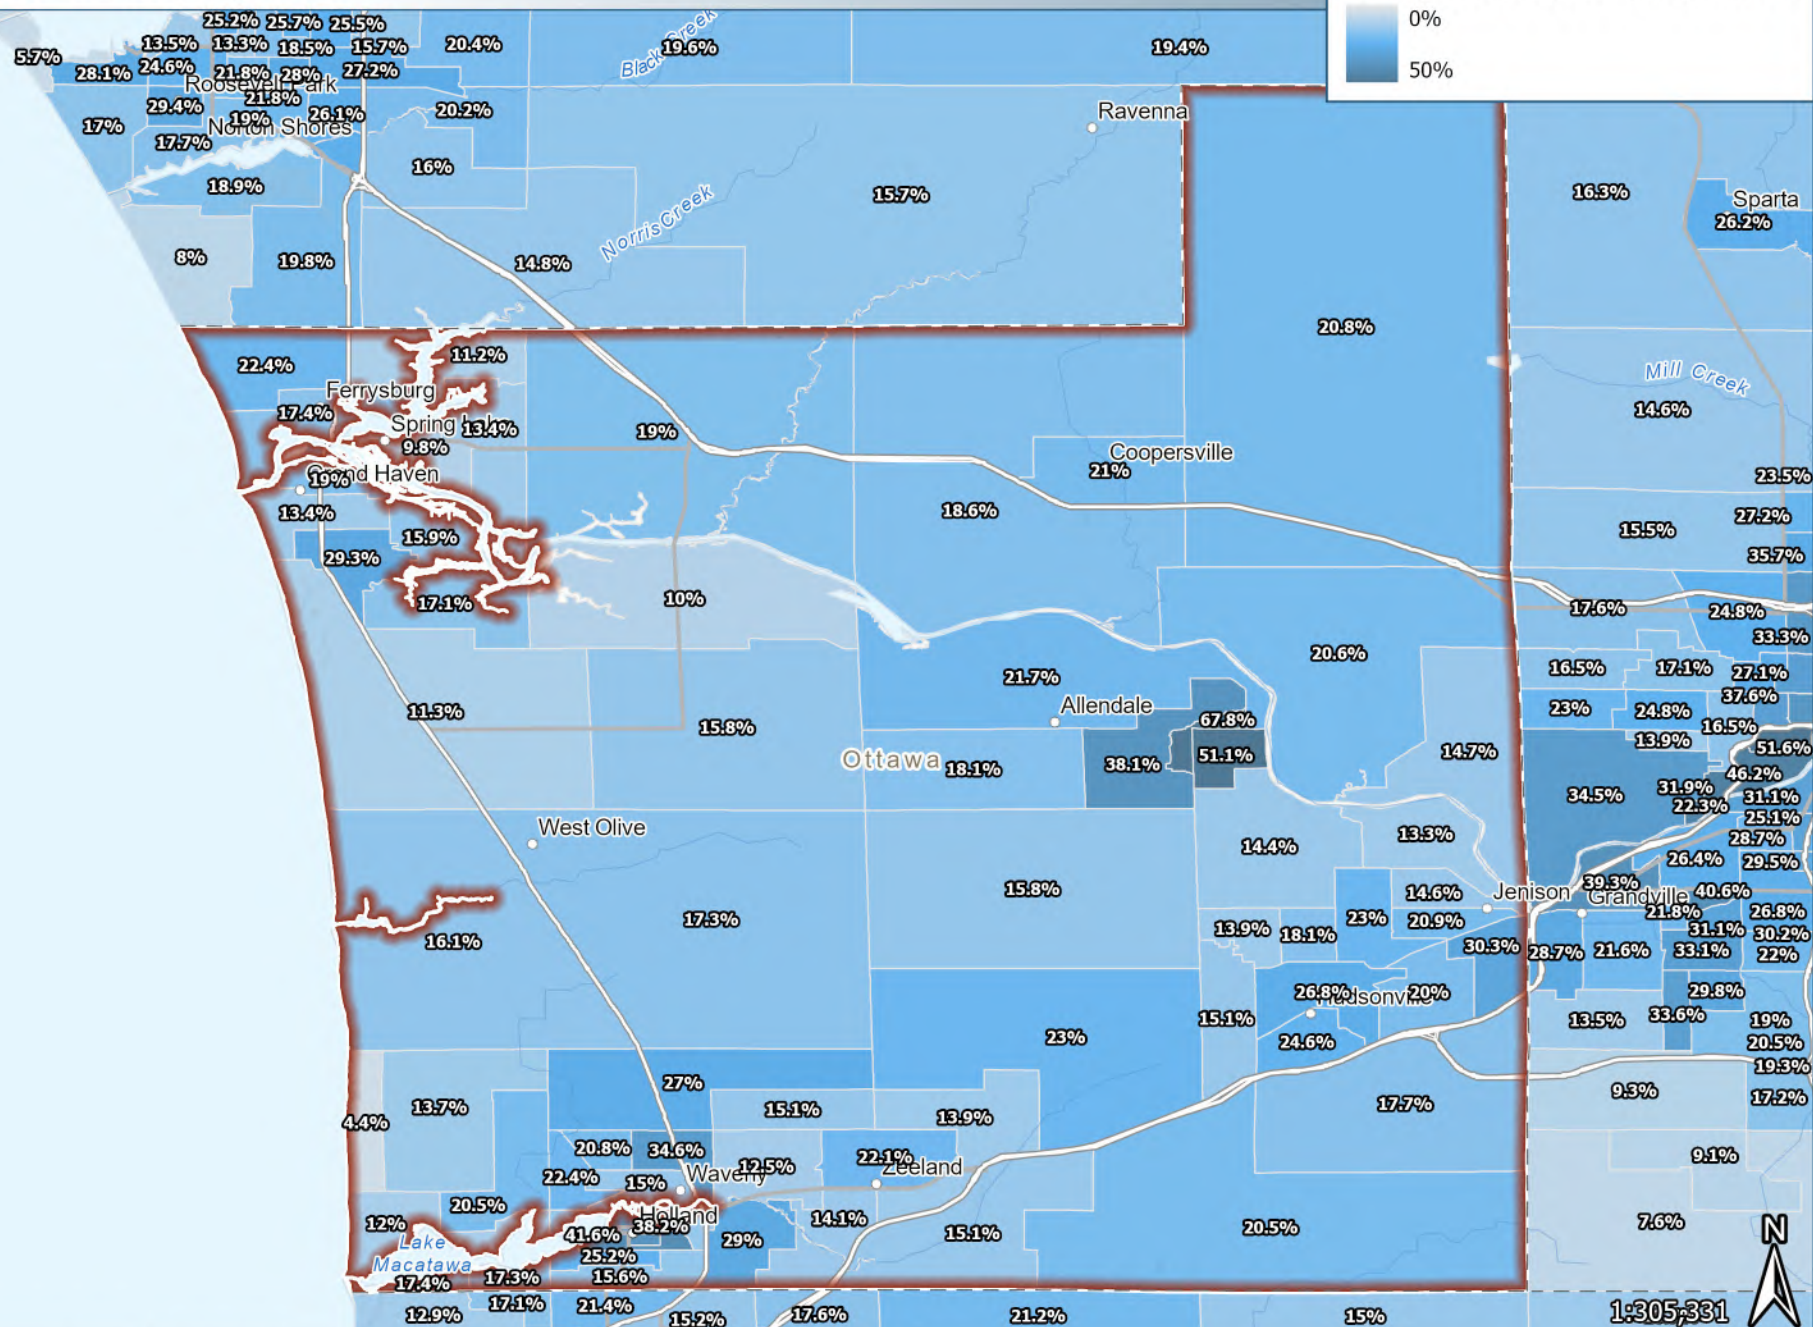 0%
50%
25.2% 25.7% 25.5%
5.7% 13.5% 13.3% 18.5% 15.7% 20.4% Black Creek 19.6% 19.4%
28.1% 24.6% 21.8% 28% 27.2%
Roosevelt Park
29.4% 21.8% 26.1% 20.2% Ravenna
17% 19%
Norton Shores
17.7% 16%
18.9% 15.7% 16.3% Sparta
26.2%
Norris Creek
8% 19.8% 14.8%
20.8%
22.4% 11.2%
Ferrysburg Mill Creek
17.4% 14.6%
Spring 13.4% 19%
9.8% Coopersville
Grand Haven 21% 23.5%
19%
13.4% 18.6% 27.2%
15.9% 15.5%
29.3% 35.7%
17.1% 10% 17.6% 24.8%
33.3%
20.6% 16.5% 17.1% 27.1%
21.7% 37.6%
Allendale 23% 24.8%
11.3% 15.8% 67.8% 16.5%
Ottawa 18.1% 38.1% 51.1% 14.7% 13.9% 51.6%
46.2%
34.5% 31.9% 31.1%
22.3%
25.1%
West Olive 14.4% 13.3% 28.7%
26.4% 29.5%
15.8% 14.6% Jenison 39.3% Grandville 40.6%
17.3% 13.9% 18.1% 23% 20.9% 21.8% 26.8%
16.1% 30.3% 28.7% 21.6% 31.1% 30.2%
33.1% 22%
26.8% Hudsonville 20% 29.8%
15.1% 13.5% 33.6% 19%
23% 24.6% 20.5%
19.3%
27% 9.3% 17.2%
4.4% 13.7% 15.1% 13.9% 17.7%
20.8% 34.6% 9.1%
22.4% 15% Waverly 12.5% 22.1% Zeeland
20.5%
12% Holland 14.1% 7.6%
Lake 41.6% 38.2% 29% 15.1% 20.5% N
Macatawa 25.2%
17.4% 17.3% 15.6%
12.9% 17.1% 21.4% 15.2% 17.6% 21.2% 15% 1:305,331